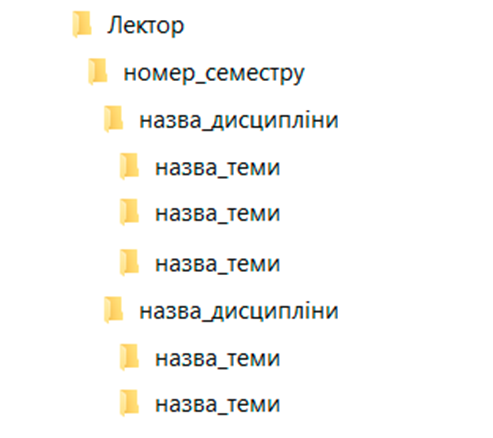 Лектор
номер_семестру
назва_дисципліни
назва_теми
назва_теми
назва_теми
назва_дисципліни
назва_теми
назва_теми